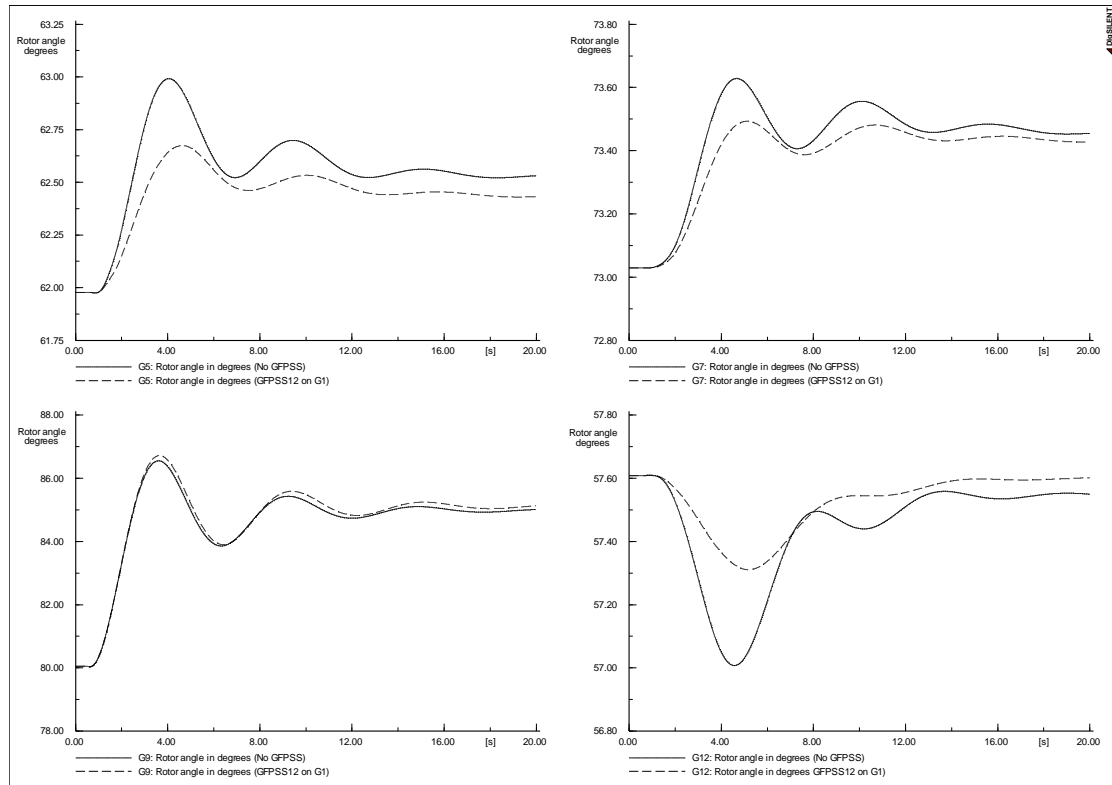 63.25
Rotor angle
degrees
63.00
62.75
62.50
62.25
62.00
61.75
0.00 4.00 8.00 12.00 16.00 [s] 20.00
G5: Rotor angle in degrees (No GFPSS)
G5: Rotor angle in degrees (GFPSS12 on G1)
73.80
Rotor angle
degrees
73.60
73.40
73.20
73.00
72.80
0.00 4.00 8.00 12.00 16.00 [s] 20.00
G7: Rotor angle in degrees (No GFPSS)
G7: Rotor angle in degrees (GFPSS12 on G1)
DIgSILENT
88.00
Rotor angle
degrees
86.00
84.00
82.00
80.00
78.00
0.00 4.00 8.00 12.00 16.00 [s] 20.00
G9: Rotor angle in degrees (No GFPSS)
G9: Rotor angle in degrees (GFPSS12 on G1)
57.80
Rotor angle
degrees
57.60
57.40
57.20
57.00
56.80
0.00 4.00 8.00 12.00 16.00 [s] 20.00
G12: Rotor angle in degrees (No GFPSS)
G12: Rotor angle in degrees GFPSS12 on G1)